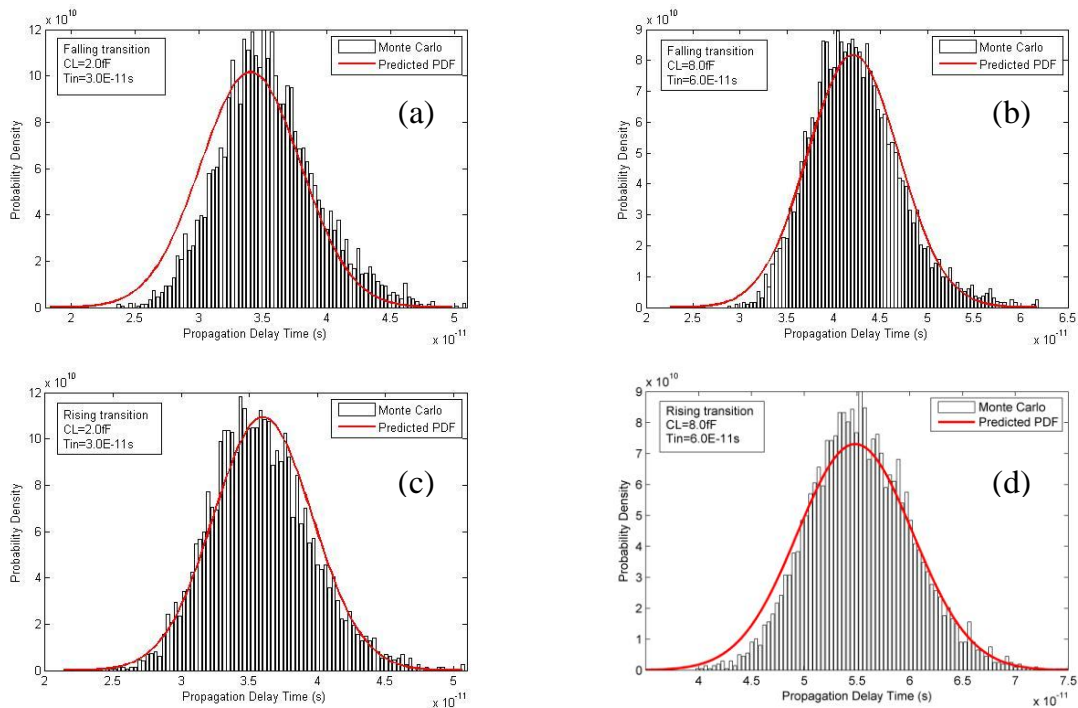 x 10^10
Falling transition
CL=2.0fF
Tin=3.0E-11s
Monte Carlo
Predicted PDF
(a)
12
10
8
6
4
2
0
Probability Density
2 2.5 3 3.5 4 4.5 5
Propagation Delay Time (s)
x 10^-11
x 10^10
Falling transition
CL=8.0fF
Tin=6.0E-11s
Monte Carlo
Predicted PDF
(b)
9
8
7
6
5
4
3
2
1
0
Probability Density
2 2.5 3 3.5 4 4.5 5 5.5 6 6.5
Propagation Delay Time (s)
x 10^-11
x 10^10
Rising transition
CL=2.0fF
Tin=3.0E-11s
Monte Carlo
Predicted PDF
(c)
12
10
8
6
4
2
0
Probability Density
2 2.5 3 3.5 4 4.5 5
Propagation Delay Time (s)
x 10^-11
x 10^10
Rising transition
CL=8.0fF
Tin=6.0E-11s
Monte Carlo
Predicted PDF
(d)
9
8
7
6
5
4
3
2
1
0
Probability Density
4 4.5 5 5.5 6 6.5 7 7.5
Propagation Delay Time (s)
x 10^-11